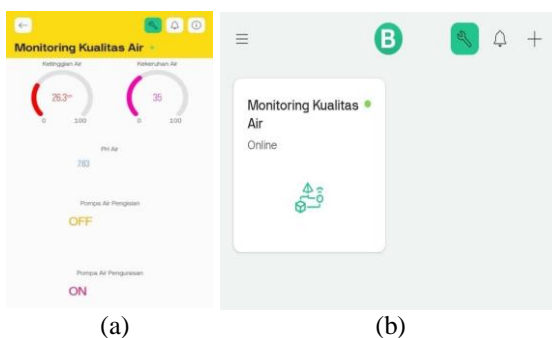 Monitoring Kualitas Air
Ketinggian Air
Kekeruhan Air
26.3
35
0 100
0 100
PH Air
7.83
Pompa Air Pengisian
OFF
Pompa Air Pengurasan
ON
(a)
B
Monitoring Kualitas
Air
Online
(b)